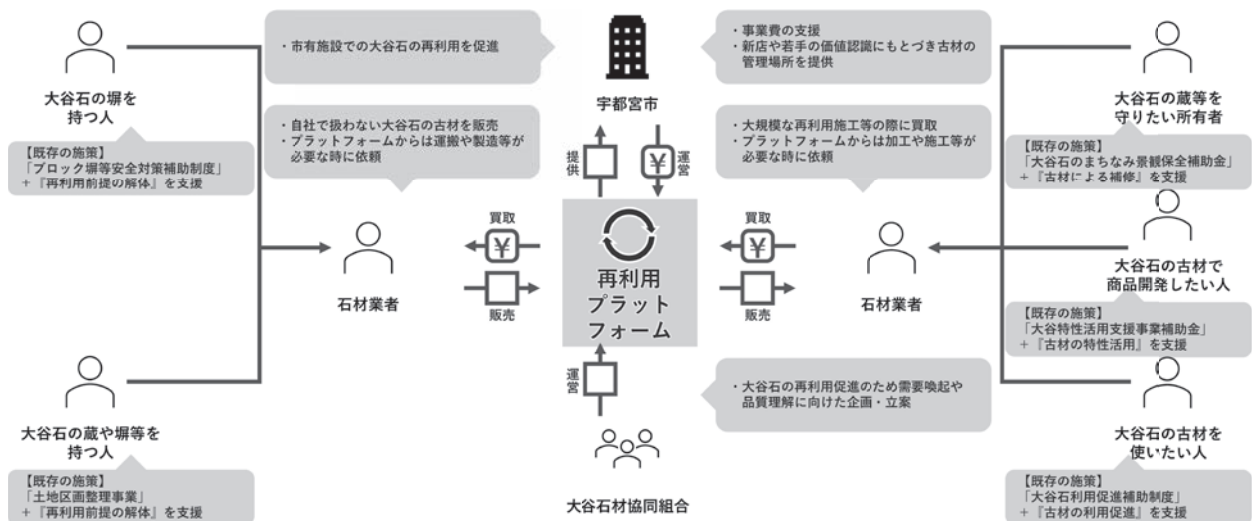 大谷石の塀を
持つ人
【既存の施策】
「ブロック塀等安全対策補助制度」
+『再利用前提の解体』を支援
大谷石の蔵や塀等を
持つ人
【既存の施策】
「土地区画整理事業」
+『再利用前提の解体』を支援
・市有施設での大谷石の再利用を促進
・自社で扱わない大谷石の古材を販売
・プラットフォームからは運搬や製造等が
必要な時に依頼
石材業者
買取
¥
販売
宇都宮市
提供
¥
運営
再利用
プラット
フォーム
運営
大谷石材協同組合
・事業費の支援
・新店や若手の価値認識にもとづき古材の
管理場所を提供
・大規模な再利用施工等の際に買取
・プラットフォームからは加工や施工等が
必要な時に依頼
買取
¥
販売
石材業者
・大谷石の再利用促進のため需要喚起や
品質理解に向けた企画・立案
大谷石の蔵等を
守りたい所有者
【既存の施策】
「大谷石のまちなみ景観保全補助金」
+『古材による補修』を支援
大谷石の古材で
商品開発したい人
【既存の施策】
「大谷特性活用支援事業補助金」
+『古材の特性活用』を支援
大谷石の古材を
使いたい人
【既存の施策】
「大谷石利用促進補助制度」
+『古材の利用促進』を支援